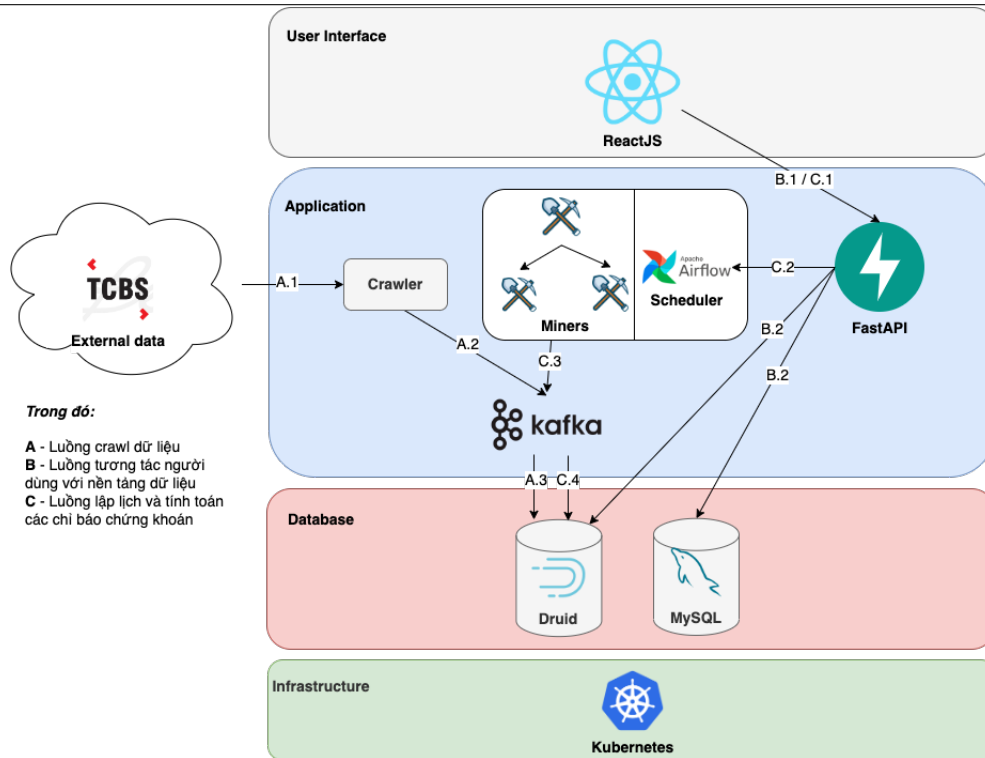 User Interface
ReactJS
B.1 / C.1
Application
TCBS
External data
A.1
Crawler
Miners
Apache
Airflow
Scheduler
C.2
FastAPI
A.2
C.3
B.2
B.2
kafka
Trong đó:
A - Luồng crawl dữ liệu
B - Luồng tương tác người
dùng với nền tảng dữ liệu
C - Luồng lập lịch và tính toán
các chỉ báo chứng khoán
A.3
C.4
Database
Druid
MySQL
Infrastructure
Kubernetes